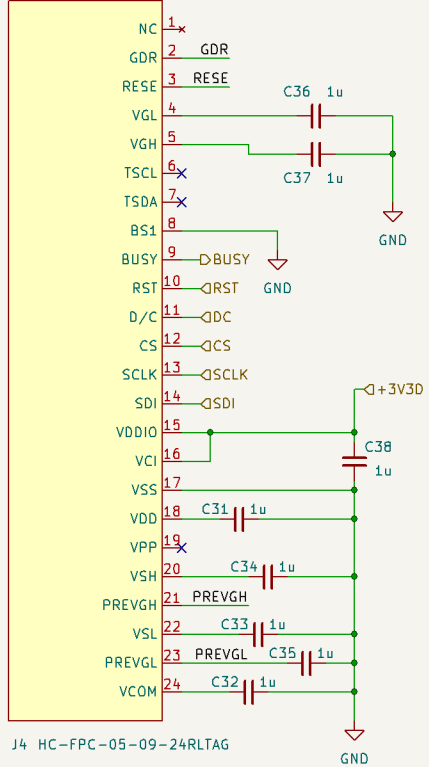 NC 1
GDR 2 GDR
RESE 3 RESE
C36 1u
VGL 4
VGH 5
C37 1u
TSCL 6
TSDA 7
BS1 8
GND
BUSY 9 BUSY
RST 10 RST
GND
D/C 11 DC
CS 12 CS
SCLK 13 SCLK
+3V3D
SDI 14 SDI
VDDIO 15
C38
VCI 16
1u
VSS 17
VDD 18 C31 1u
VPP 19
VSH 20 C34 1u
PREVGH 21 PREVGH
VSL 22 C33 1u
PREVGL 23 PREVGL C35 1u
VCOM 24 C32 1u
J4 HC-FPC-05-09-24RLTAG
GND